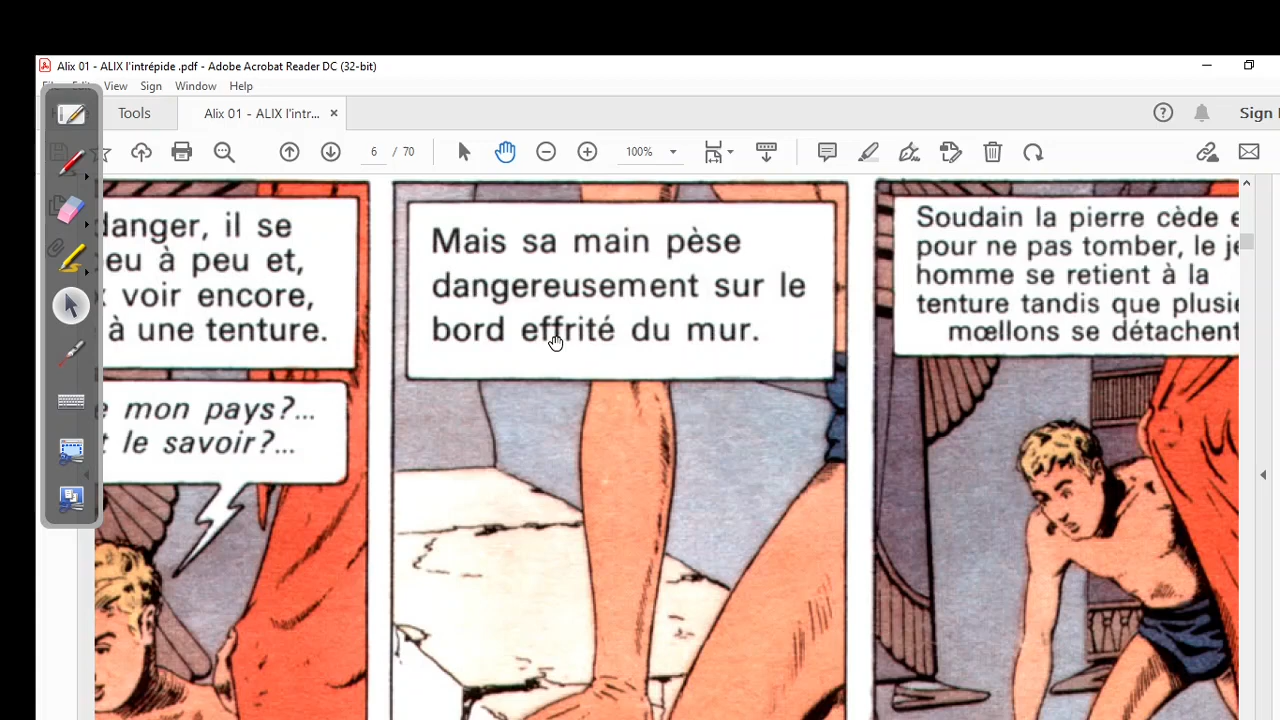 Alix 01 - ALIX l'intrépide .pdf - Adobe Acrobat Reader DC (32-bit)
View Sign Window Help
Tools
Alix 01 - ALIX l'intr... ×
Sign
6 / 70
100%
danger, il se
peu à peu et,
voir encore,
à une tenture.
mon pays?...
le savoir?...
Mais sa main pèse
dangereusement sur le
bord effrité du mur.
Soudain la pierre cède
pour ne pas tomber, le
homme se retient à la
tenture tandis que
mœllons se détachent